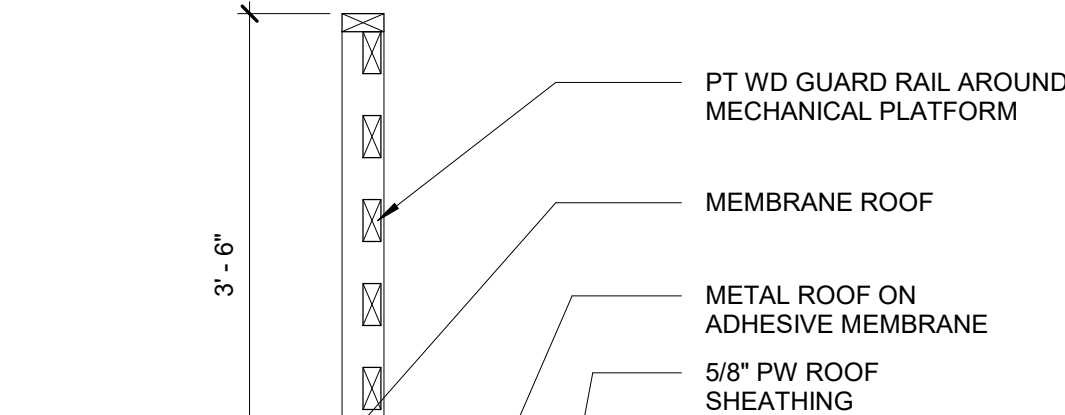 PT WD GUARD RAIL AROUND
MECHANICAL PLATFORM
MEMBRANE ROOF
3' - 6"
METAL ROOF ON
ADHESIVE MEMBRANE
5/8" PW ROOF
SHEATHING